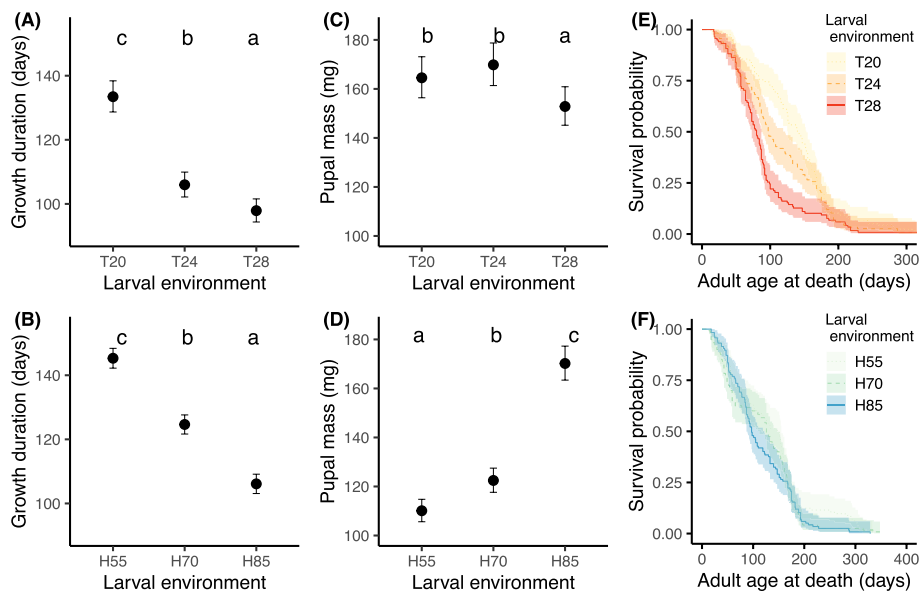 (A)
c b a
Growth duration (days)
140
120
100
T20 T24 T28
Larval environment
(C)
b b a
Pupal mass (mg)
180
160
140
120
100
T20 T24 T28
Larval environment
(E)
Larval
environment
T20
T24
T28
Survival probability
1.00
0.75
0.50
0.25
0.00
0 100 200 300
Adult age at death (days)
(B)
c b a
Growth duration (days)
140
120
100
H55 H70 H85
Larval environment
(D)
a b c
Pupal mass (mg)
180
160
140
120
100
H55 H70 H85
Larval environment
(F)
Larval
environment
H55
H70
H85
Survival probability
1.00
0.75
0.50
0.25
0.00
0 100 200 300 400
Adult age at death (days)